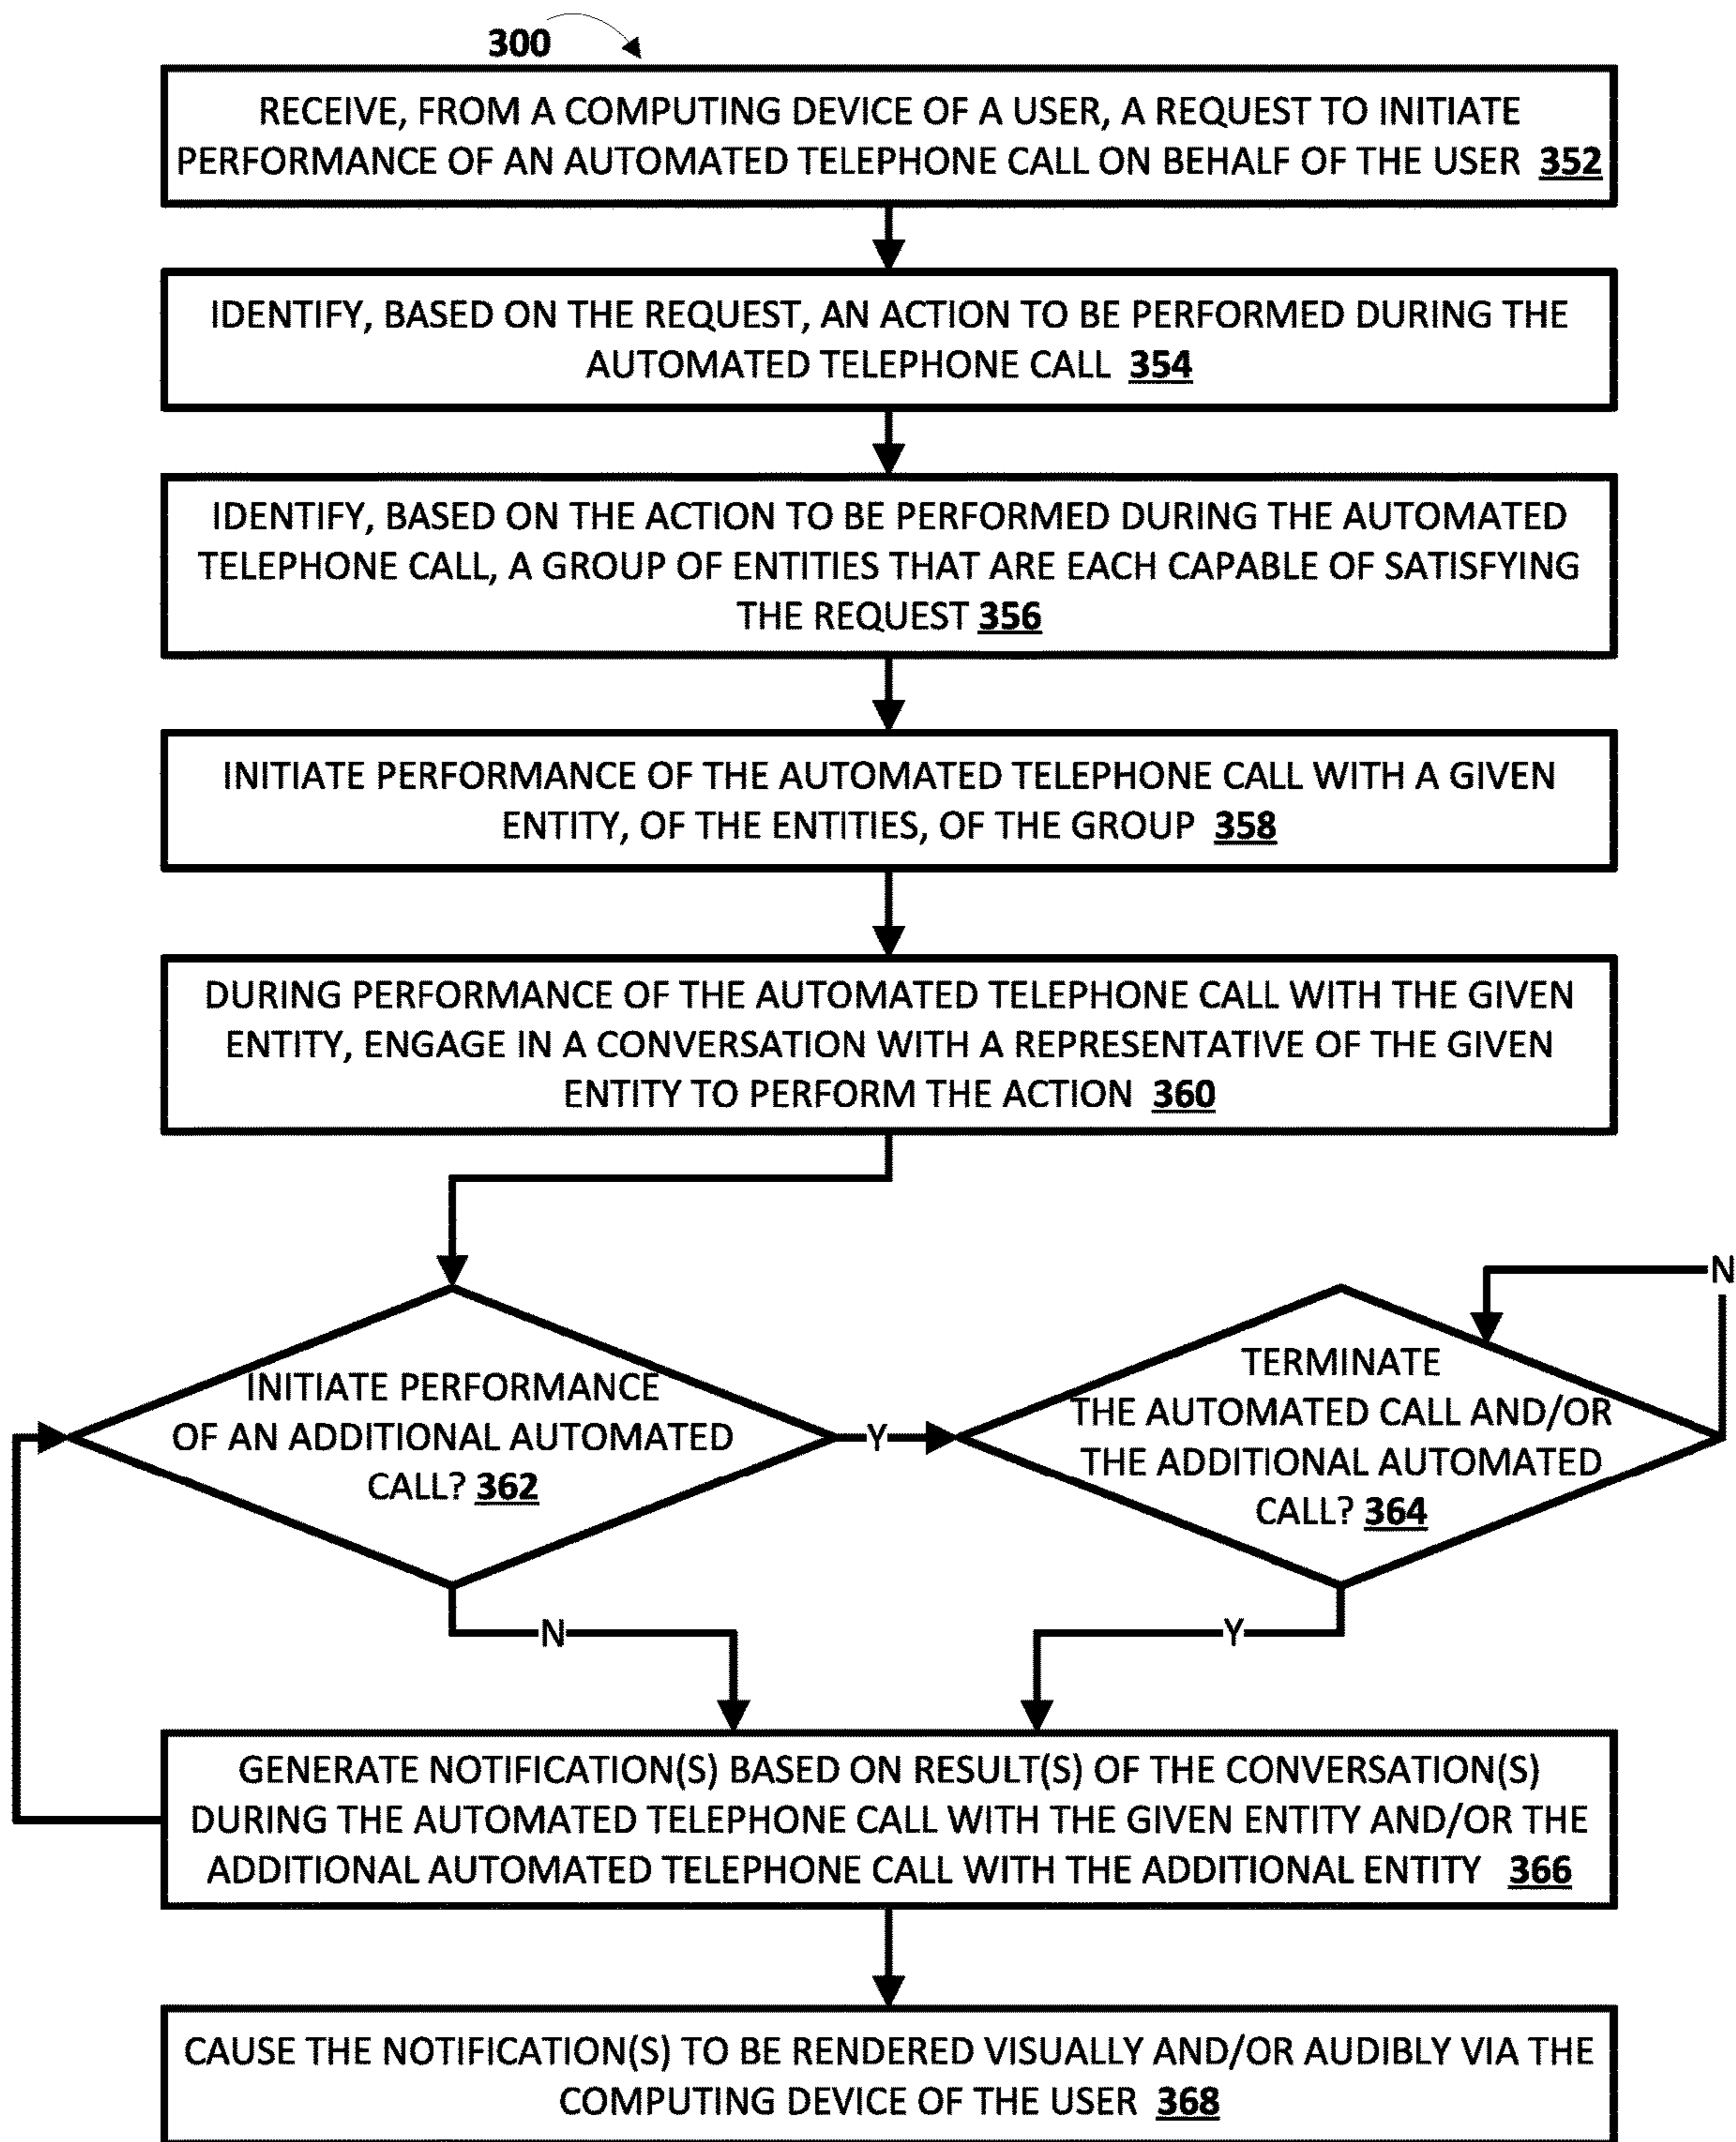 300
RECEIVE, FROM A COMPUTING DEVICE OF A USER, A REQUEST TO INITIATE
PERFORMANCE OF AN AUTOMATED TELEPHONE CALL ON BEHALF OF THE USER 352
IDENTIFY, BASED ON THE REQUEST, AN ACTION TO BE PERFORMED DURING THE
AUTOMATED TELEPHONE CALL 354
IDENTIFY, BASED ON THE ACTION TO BE PERFORMED DURING THE AUTOMATED
TELEPHONE CALL, A GROUP OF ENTITIES THAT ARE EACH CAPABLE OF SATISFYING
THE REQUEST 356
INITIATE PERFORMANCE OF THE AUTOMATED TELEPHONE CALL WITH A GIVEN
ENTITY, OF THE ENTITIES, OF THE GROUP 358
DURING PERFORMANCE OF THE AUTOMATED TELEPHONE CALL WITH THE GIVEN
ENTITY, ENGAGE IN A CONVERSATION WITH A REPRESENTATIVE OF THE GIVEN
ENTITY TO PERFORM THE ACTION 360
INITIATE PERFORMANCE
OF AN ADDITIONAL AUTOMATED
CALL? 362
Y
N
TERMINATE
THE AUTOMATED CALL AND/OR
THE ADDITIONAL AUTOMATED
CALL? 364
N
Y
GENERATE NOTIFICATION(S) BASED ON RESULT(S) OF THE CONVERSATION(S)
DURING THE AUTOMATED TELEPHONE CALL WITH THE GIVEN ENTITY AND/OR THE
ADDITIONAL AUTOMATED TELEPHONE CALL WITH THE ADDITIONAL ENTITY 366
CAUSE THE NOTIFICATION(S) TO BE RENDERED VISUALLY AND/OR AUDIBLY VIA THE
COMPUTING DEVICE OF THE USER 368